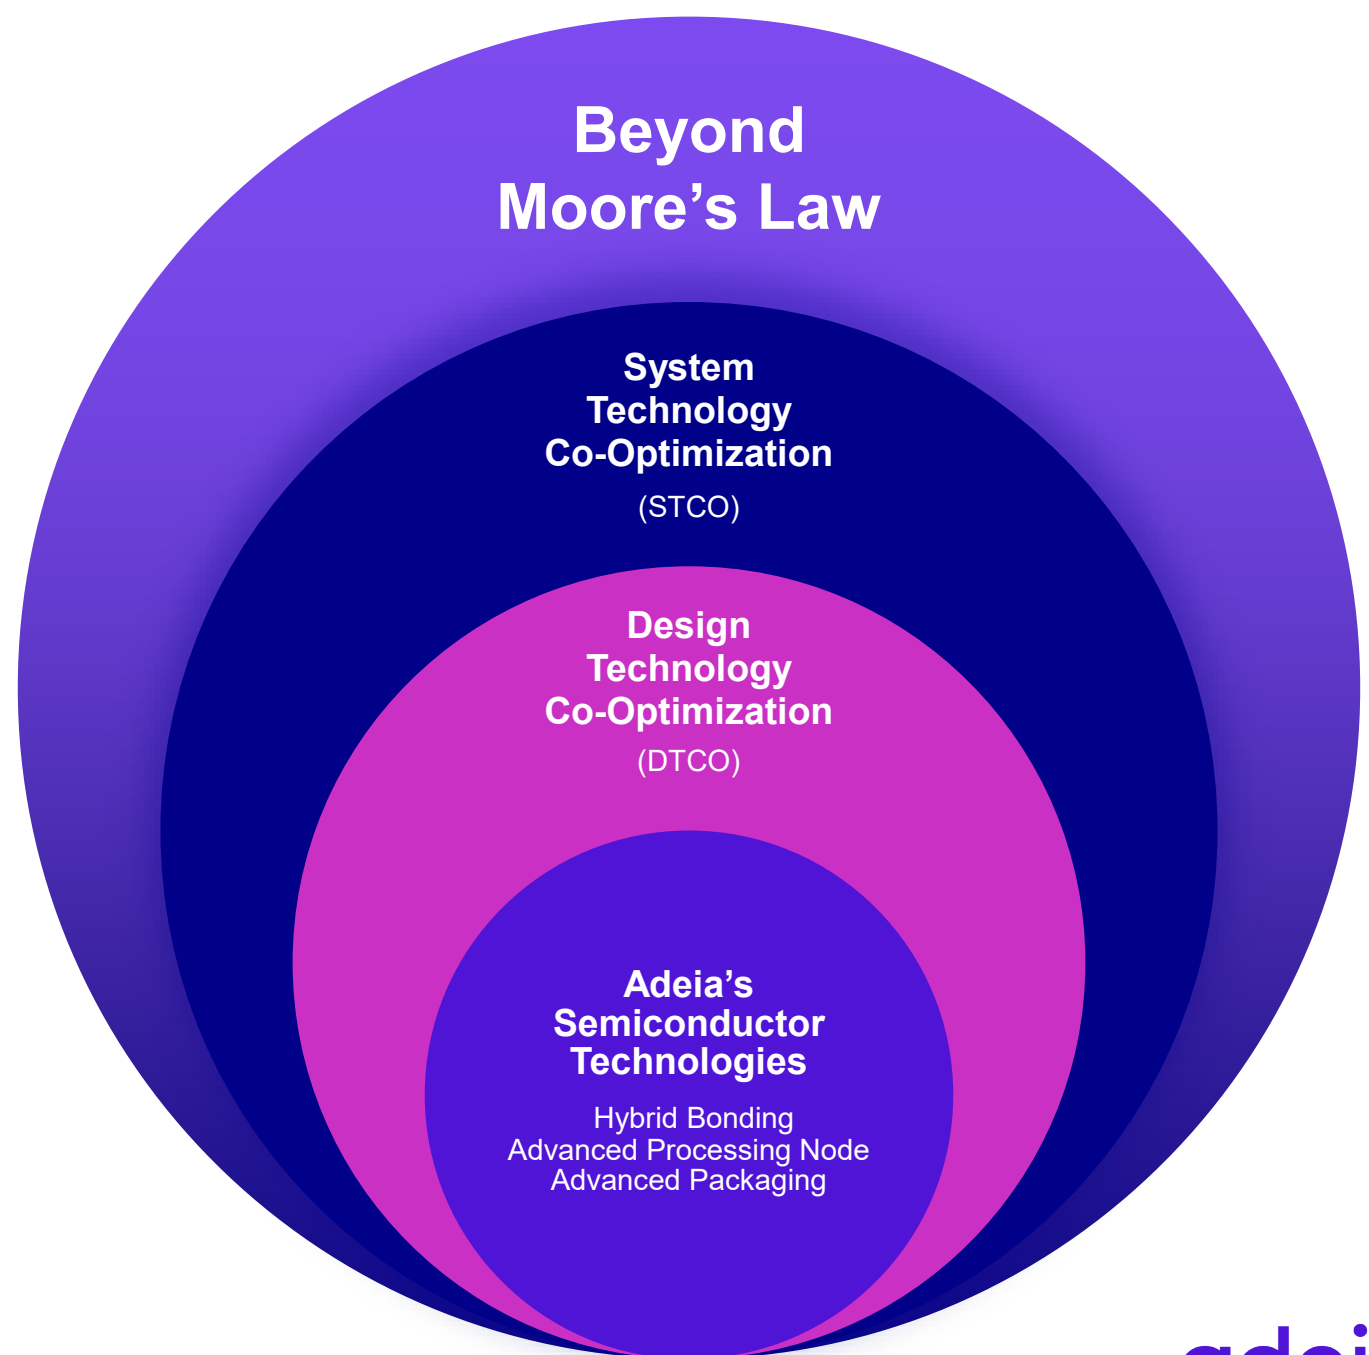 Beyond
Moore’s Law
System
Technology
Co-Optimization
(STCO)
Design
Technology
Co-Optimization
(DTCO)
Adeia’s
Semiconductor
Technologies
Hybrid Bonding
Advanced Processing Node
Advanced Packaging